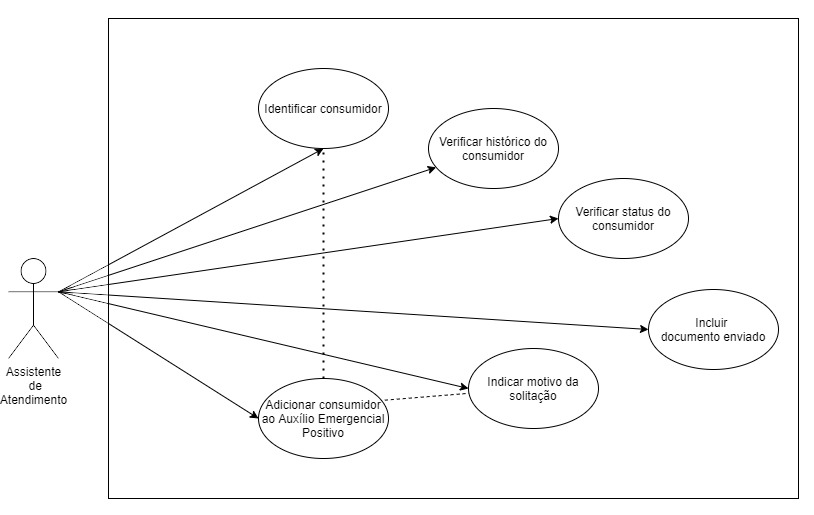 Identificar consumidor
Verificar histórico do
consumidor
Verificar status do
consumidor
Incluir
documento enviado
Assistente
de
Atendimento
Indicar motivo da
solitação
Adicionar consumidor
ao Auxílio Emergencial
Positivo